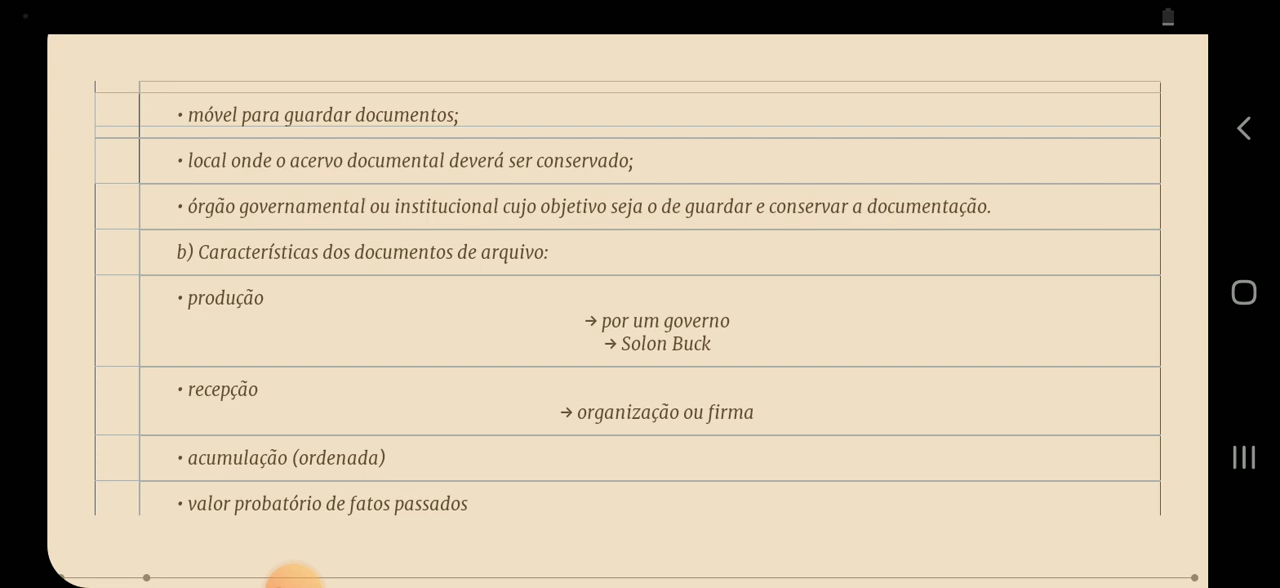 • móvel para guardar documentos;
• local onde o acervo documental deverá ser conservado;
• órgão governamental ou institucional cujo objetivo seja o de guardar e conservar a documentação.
b) Características dos documentos de arquivo:
• produção
→ por um governo
→ Solon Buck
• recepção
→ organização ou firma
• acumulação (ordenada)
• valor probatório de fatos passados